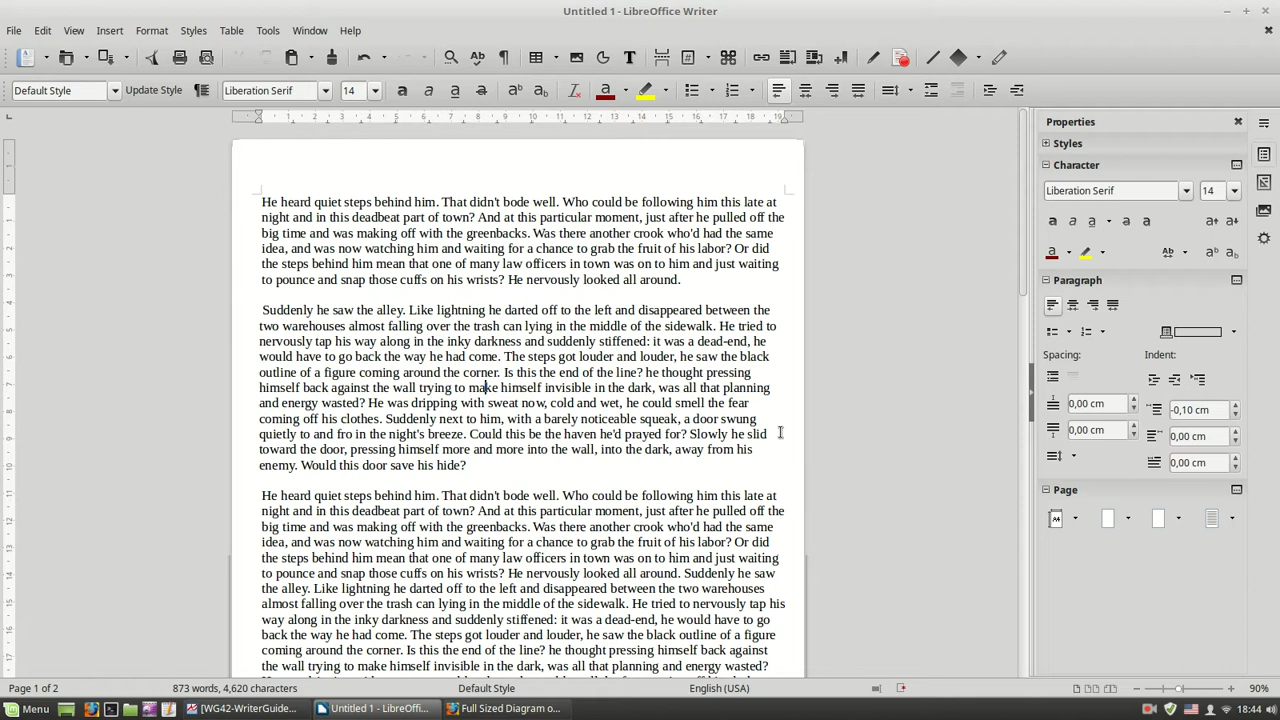 Untitled 1 - LibreOffice Writer
File Edit View Insert Format Styles Table Tools Window Help
Default Style Update Style Liberation Serif 14
1 2 3 4 5 6 7 8 9 10 11 12 13 14 15 16 17 18 19
Properties
Styles
Character
Liberation Serif 14
Paragraph
Spacing: Indent:
0,00 cm -0,10 cm
0,00 cm 0,00 cm
0,00 cm
Page
He heard quiet steps behind him. That didn't bode well. Who could be following him this late at
night and in this deadbeat part of town? And at this particular moment, just after he pulled off the
big time and was making off with the greenbacks. Was there another crook who'd had the same
idea, and was now watching him and waiting for a chance to grab the fruit of his labor? Or did
the steps behind him mean that one of many law officers in town was on to him and just waiting
to pounce and snap those cuffs on his wrists? He nervously looked all around.
Suddenly he saw the alley. Like lightning he darted off to the left and disappeared between the
two warehouses almost falling over the trash can lying in the middle of the sidewalk. He tried to
nervously tap his way along in the inky darkness and suddenly stiffened: it was a dead-end, he
would have to go back the way he had come. The steps got louder and louder, he saw the black
outline of a figure coming around the corner. Is this the end of the line? he thought pressing
himself back against the wall trying to make himself invisible in the dark, was all that planning
and energy wasted? He was dripping with sweat now, cold and wet, he could smell the fear
coming off his clothes. Suddenly next to him, with a barely noticeable squeak, a door swung
quietly to and fro in the night's breeze. Could this be the haven he'd prayed for? Slowly he slid
toward the door, pressing himself more and more into the wall, into the dark, away from his
enemy. Would this door save his hide?
He heard quiet steps behind him. That didn't bode well. Who could be following him this late at
night and in this deadbeat part of town? And at this particular moment, just after he pulled off the
big time and was making off with the greenbacks. Was there another crook who'd had the same
idea, and was now watching him and waiting for a chance to grab the fruit of his labor? Or did
the steps behind him mean that one of many law officers in town was on to him and just waiting
to pounce and snap those cuffs on his wrists? He nervously looked all around. Suddenly he saw
the alley. Like lightning he darted off to the left and disappeared between the two warehouses
almost falling over the trash can lying in the middle of the sidewalk. He tried to nervously tap his
way along in the inky darkness and suddenly stiffened: it was a dead-end, he would have to go
back the way he had come. The steps got louder and louder, he saw the black outline of a figure
coming around the corner. Is this the end of the line? he thought pressing himself back against
the wall trying to make himself invisible in the dark, was all that planning and energy wasted?
Page 1 of 2 873 words, 4,620 characters Default Style English (USA) 90%
Menu [WG42-WriterGuide... Untitled 1 - LibreOffi... Full Sized Diagram o... 18:44